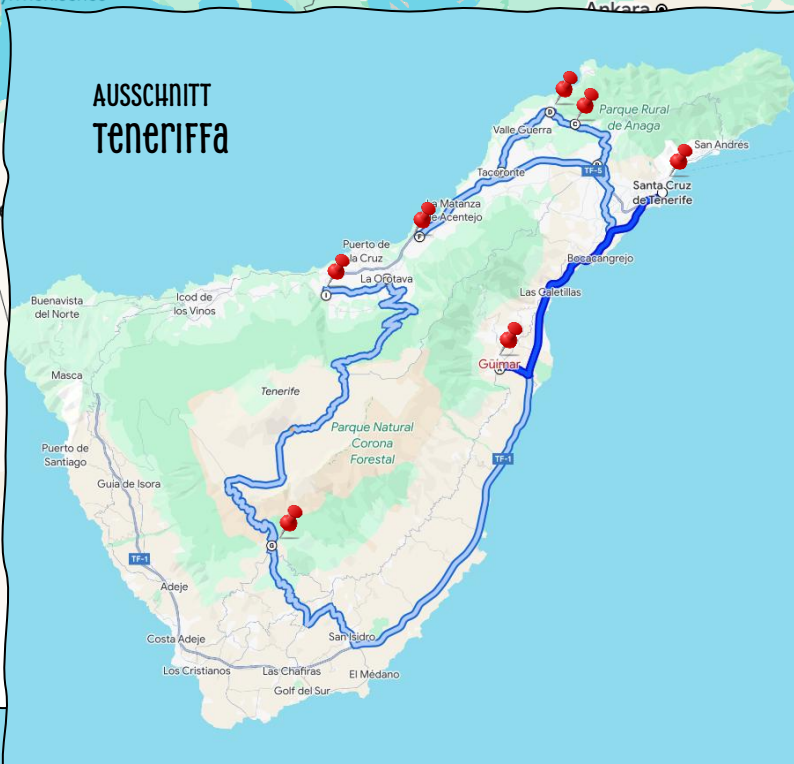 Ankara
AUSSCHNITT
TENERIFFA
Parque Rural
de Anaga
Valle Guerra
San Andrés
Tacoronte
TF-5
Santa Cruz
de Tenerife
La Matanza
de Acentejo
Puerto de
la Cruz
Bocacangrejo
La Orotava
Buenavista
del Norte
Icod de
los Vinos
Las Caletillas
Güímar
Masca
Tenerife
Parque Natural
Corona
Forestal
Puerto de
Santiago
TF-1
Guia de Isora
TF-1
Adeje
Costa Adeje
San Isidro
Los Cristianos
Las Chafiras
El Médano
Golf del Sur
D
C
F
I
G